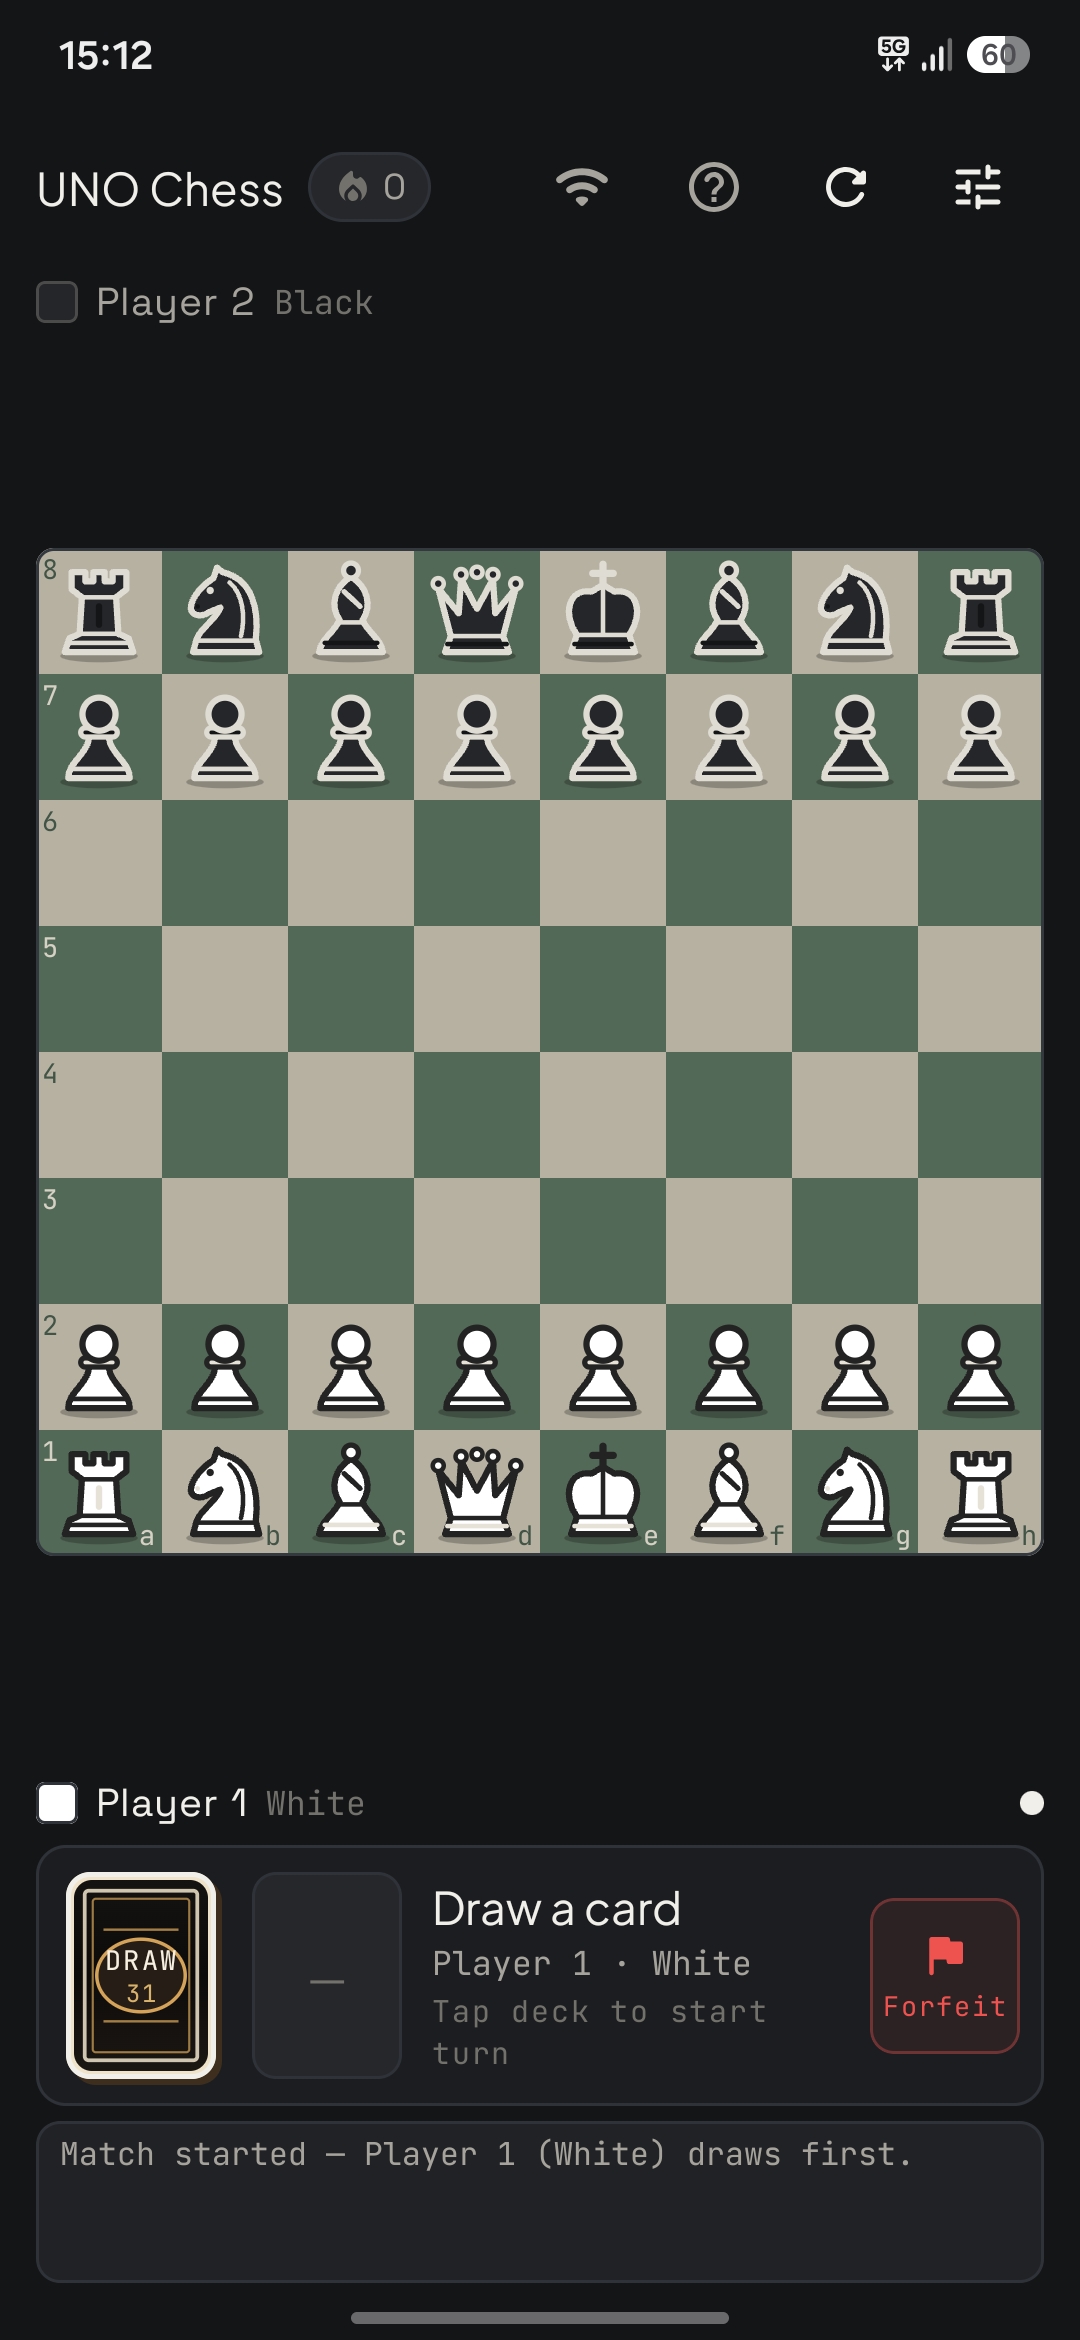 15:12
5G
60
UNO Chess
0
Player 2 Black
8
7
6
5
4
3
2
1
a b c d e f g h
Player 1 White
DRAW
31
—
Draw a card
Player 1 · White
Tap deck to start
turn
Forfeit
Match started — Player 1 (White) draws first.